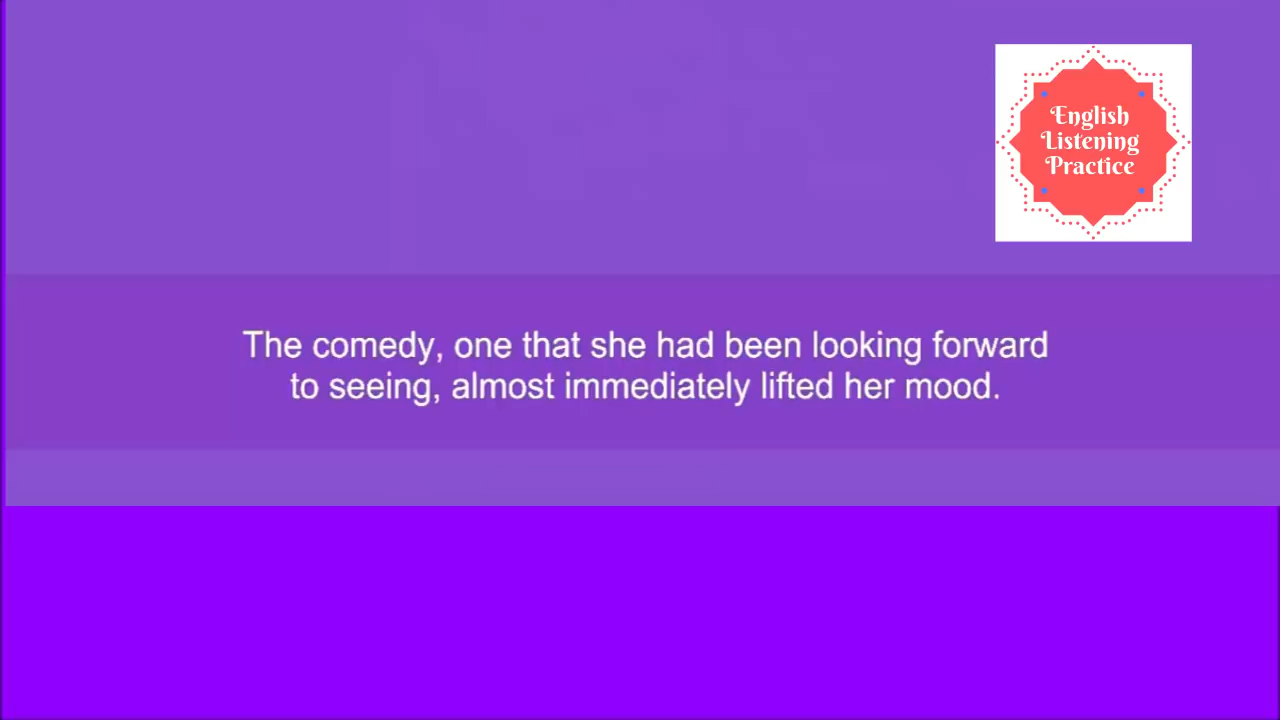 English
Listening
Practice
The comedy, one that she had been looking forward
to seeing, almost immediately lifted her mood.